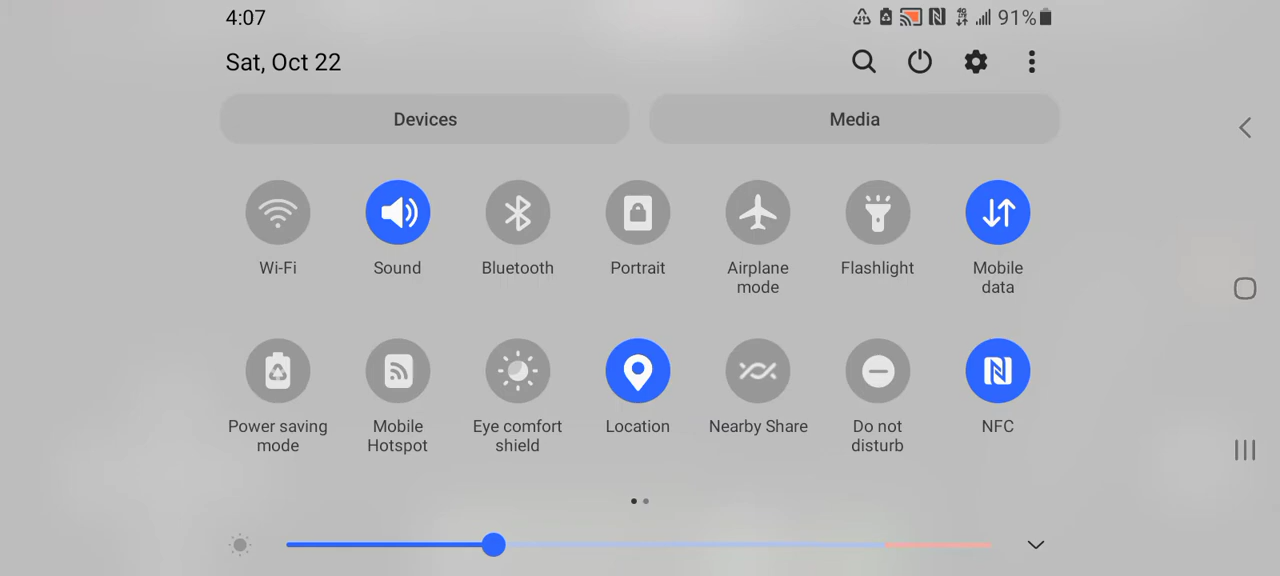 4:07
4G
91%
Sat, Oct 22
Devices
Media
Wi-Fi
Sound
Bluetooth
Portrait
Airplane
mode
Flashlight
Mobile
data
Power saving
mode
Mobile
Hotspot
Eye comfort
shield
Location
Nearby Share
Do not
disturb
NFC